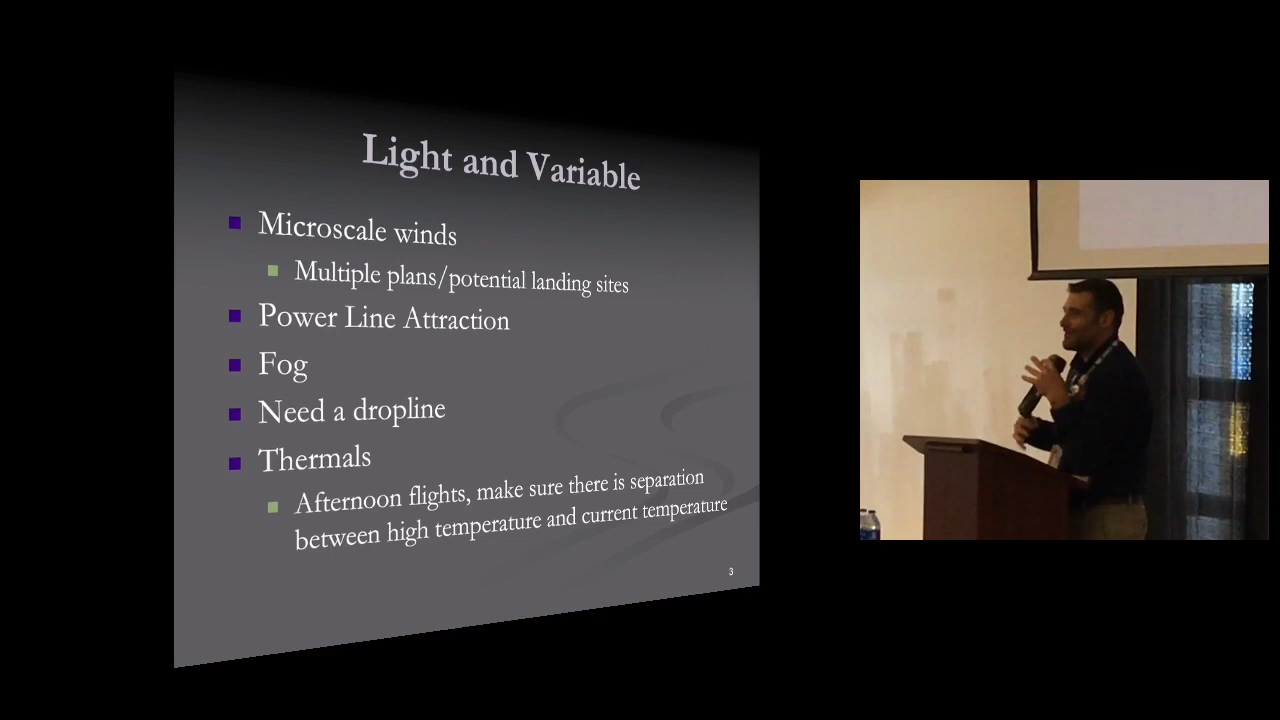 Light and Variable
Microscale winds
Multiple plans/potential landing sites
Power Line Attraction
Fog
Need a dropline
Thermals
Afternoon flights, make sure there is separation
between high temperature and current temperature
3